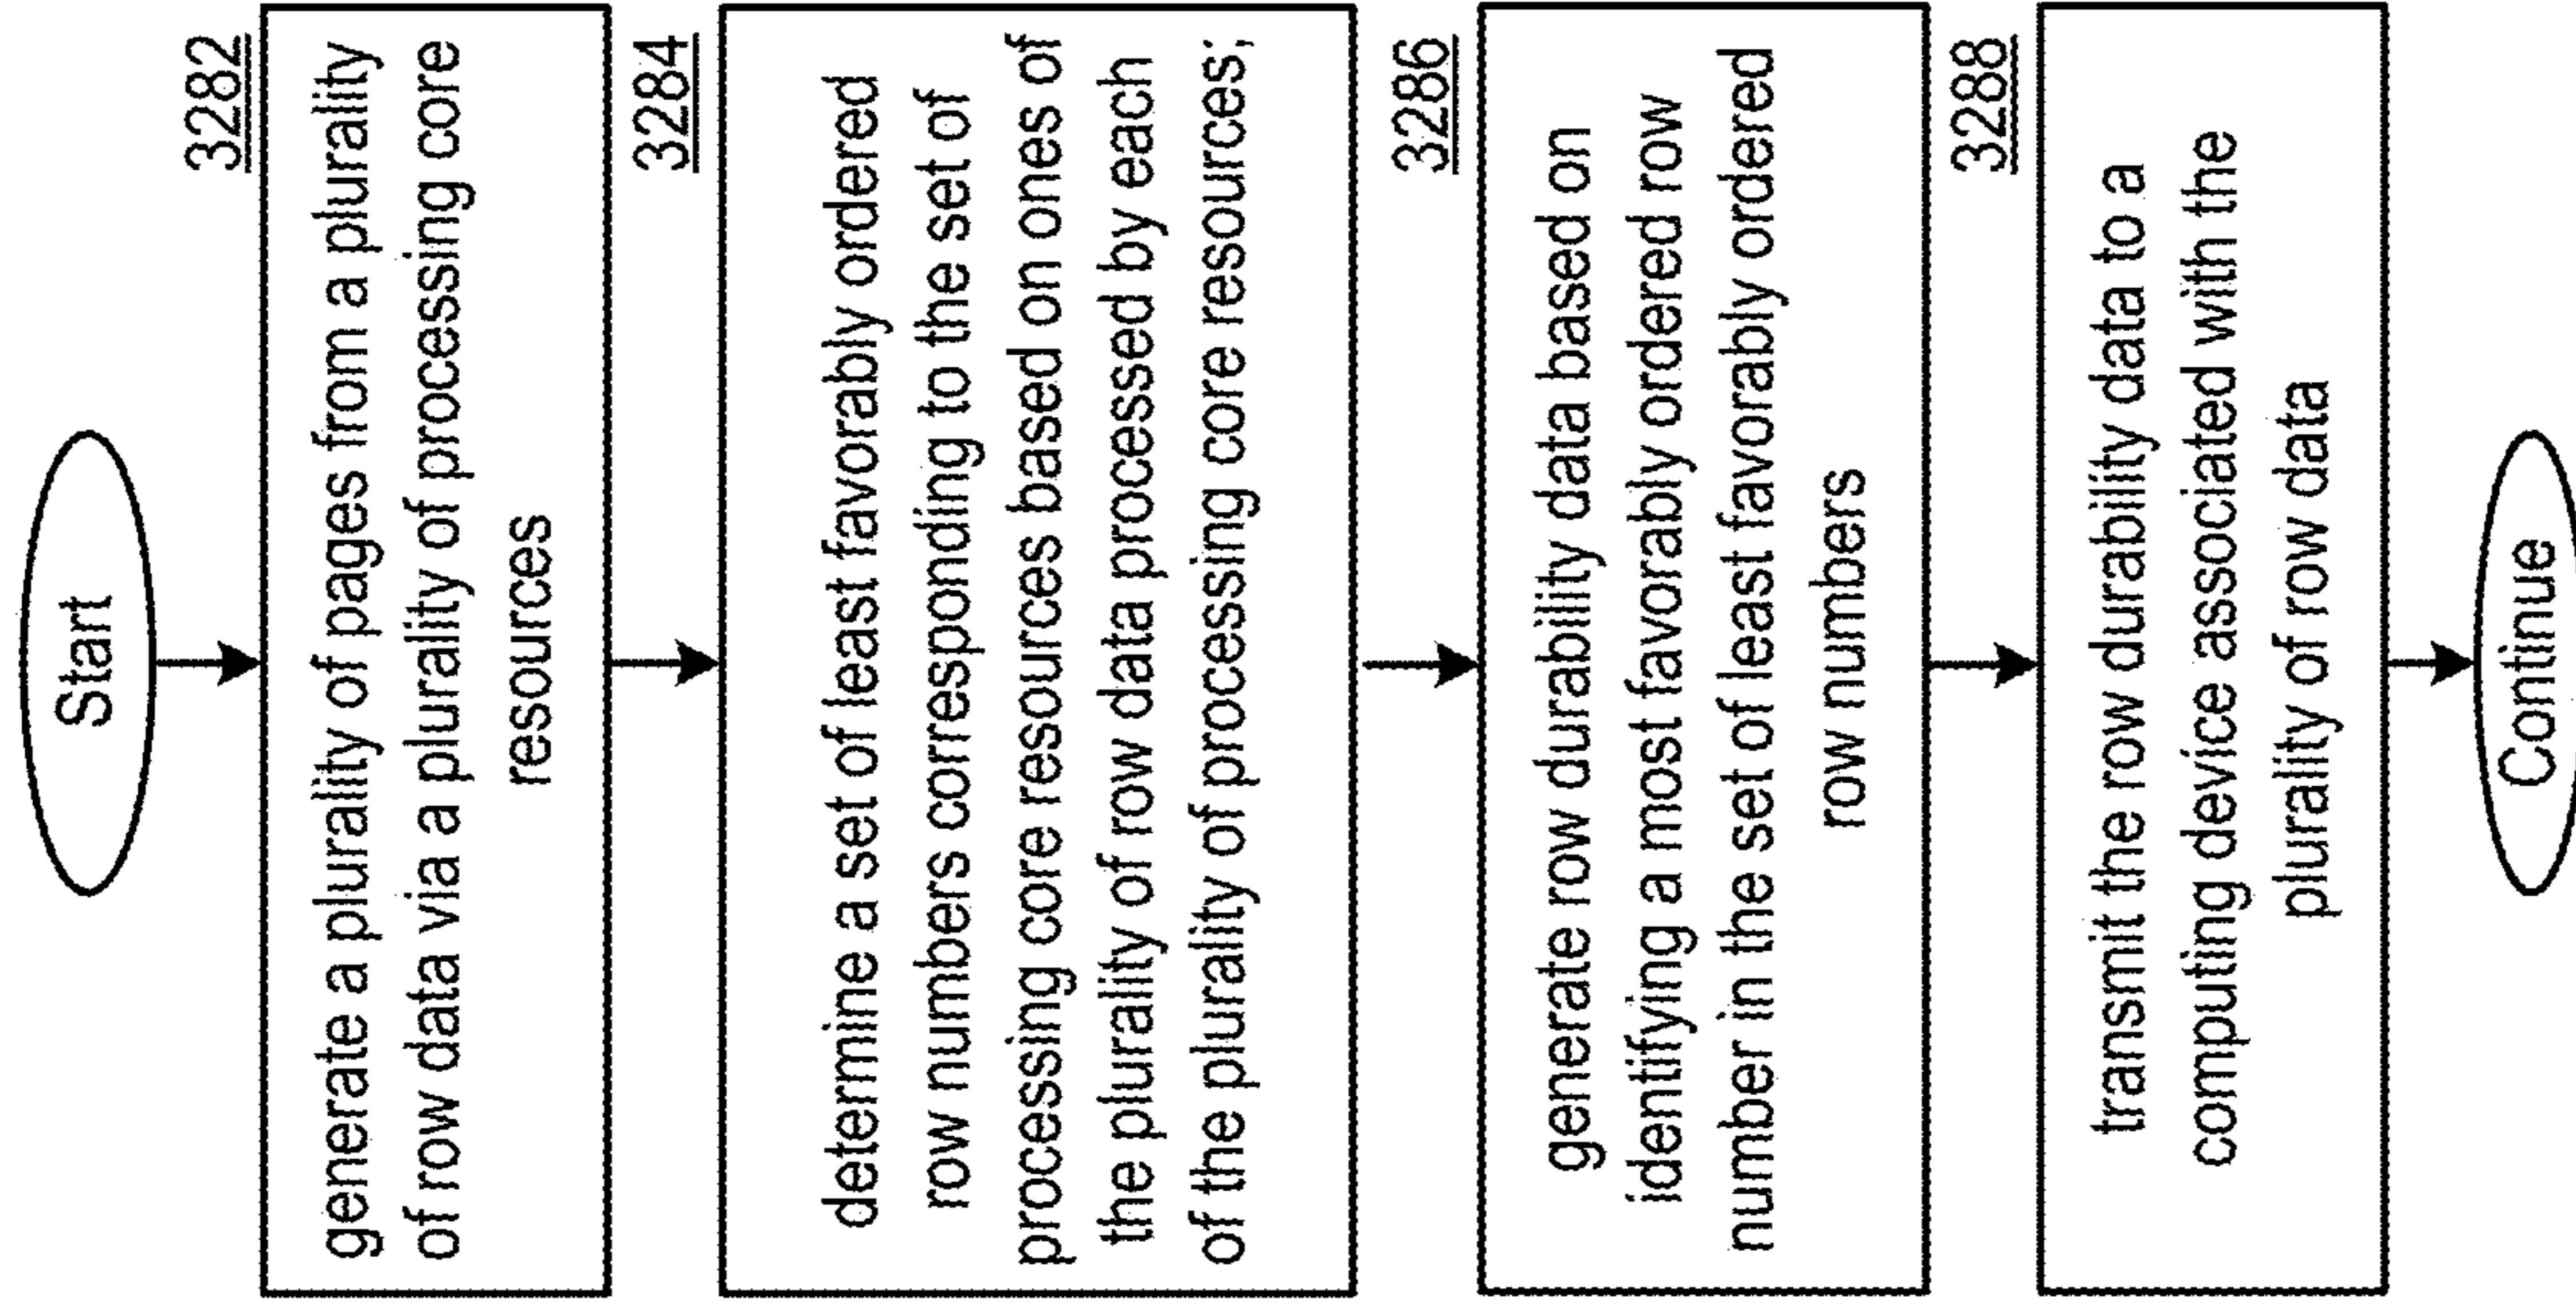 Start
3282
generate a plurality of pages from a plurality
of row data via a plurality of processing core
resources
3284
determine a set of least favorably ordered
row numbers corresponding to the set of
processing core resources based on ones of
the plurality of row data processed by each
of the plurality of processing core resources;
3286
generate row durability data based on
identifying a most favorably ordered row
number in the set of least favorably ordered
row numbers
3288
transmit the row durability data to a
computing device associated with the
plurality of row data
Continue